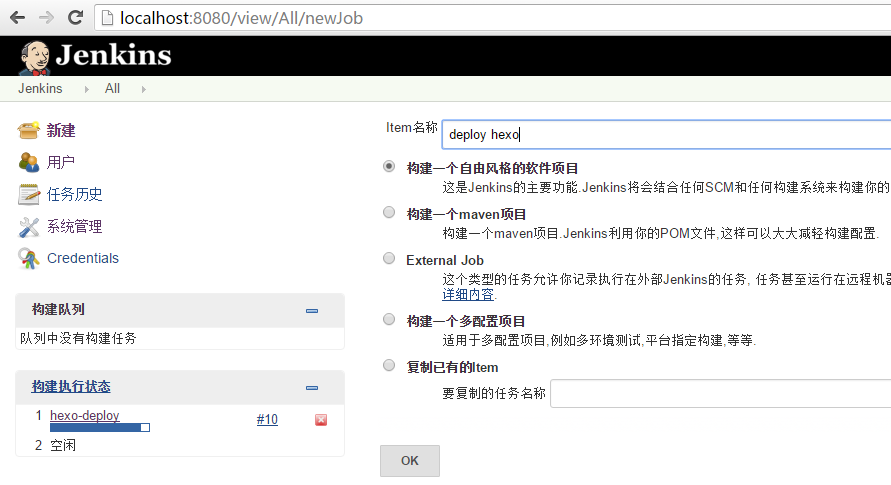 localhost:8080/view/All/newJob
Jenkins
Jenkins All
新建
用户
任务历史
系统管理
Credentials
构建队列
队列中没有构建任务
构建执行状态
1 hexo-deploy #10
2 空闲
Item名称 deploy hexo
构建一个自由风格的软件项目
这是Jenkins的主要功能.Jenkins将会结合任何SCM和任何构建系统来构建你的
构建一个maven项目
构建一个maven项目.Jenkins利用你的POM文件,这样可以大大减轻构建配置.
External Job
这个类型的任务允许你记录执行在外部Jenkins的任务, 任务甚至运行在远程机器
详细内容.
构建一个多配置项目
适用于多配置项目,例如多环境测试,平台指定构建,等等.
复制已有的Item
要复制的任务名称
OK